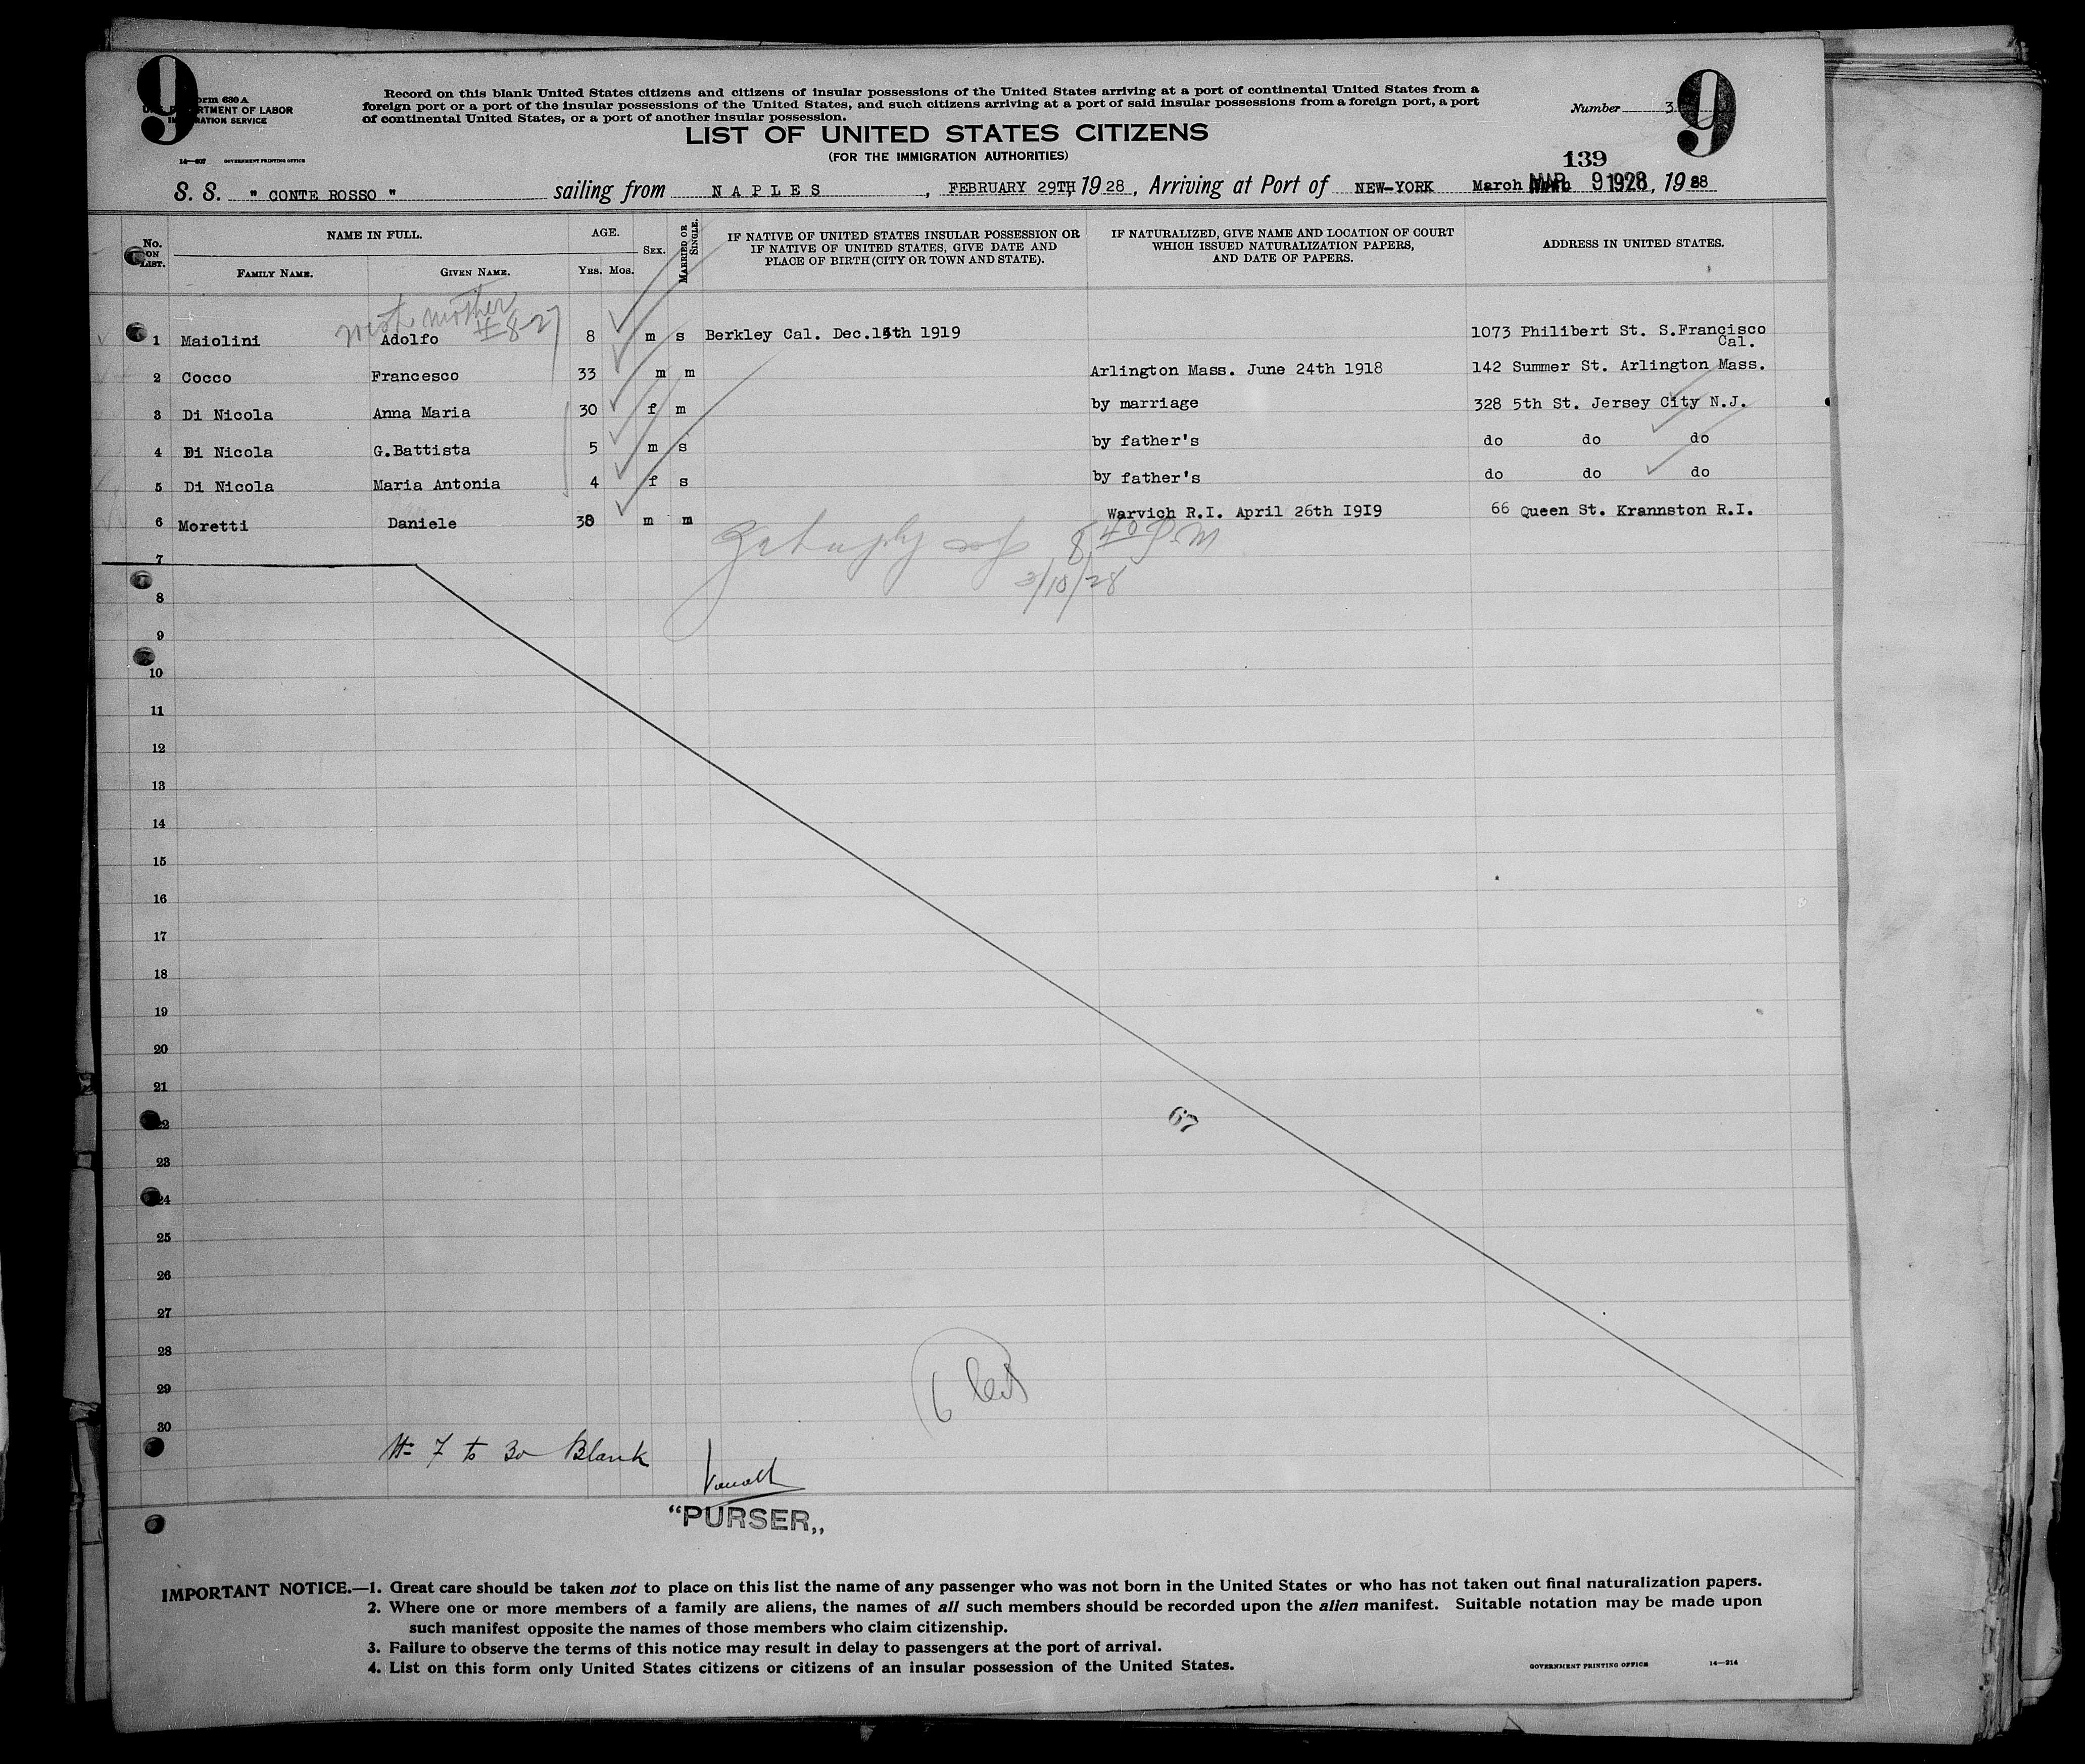 9
Form 630 A
U.S. DEPARTMENT OF LABOR
IMMIGRATION SERVICE
14—607 GOVERNMENT PRINTING OFFICE
Record on this blank United States citizens and citizens of insular possessions of the United States arriving at a port of continental United States from a
foreign port or a port of the insular possessions of the United States, and such citizens arriving at a port of said insular possessions from a foreign port, a port
of continental United States, or a port of another insular possession.
Number 3
9
LIST OF UNITED STATES CITIZENS
(FOR THE IMMIGRATION AUTHORITIES)
139
S. S. " CONTE ROSSO " sailing from NAPLES, FEBRUARY 29TH, 1928, Arriving at Port of NEW-YORK March MAR 9 1928, 1928
No. ON LIST. NAME IN FULL. AGE. SEX. MARRIED OR SINGLE. IF NATIVE OF UNITED STATES INSULAR POSSESSION OR IF NATIVE OF UNITED STATES, GIVE DATE AND PLACE OF BIRTH (CITY OR TOWN AND STATE). IF NATURALIZED, GIVE NAME AND LOCATION OF COURT WHICH ISSUED NATURALIZATION PAPERS, AND DATE OF PAPERS. ADDRESS IN UNITED STATES.
FAMILY NAME. GIVEN NAME. YRS. MOS.
mother
#8-27
1 Maiolini Adolfo 8 m s Berkley Cal. Dec.15th 1919 1073 Philibert St. S.Francisco
Cal.
2 Cocco Francesco 33 m m Arlington Mass. June 24th 1918 142 Summer St. Arlington Mass.
3 Di Nicola Anna Maria 30 f m by marriage 328 5th St. Jersey City N.J.
4 Di Nicola G.Battista 5 m s by father's do do do
5 Di Nicola Maria Antonia 4 f s by father's do do do
6 Moretti Daniele 38 m m Warvich R.I. April 26th I9I9 66 Queen St. Krannston R.I.
8 40 P.M
3/10/28
7
8
9
10
11
12
13
14
15
16
17
18
19
20
21
67
22
23
24
25
26
27
28
29
30
6
No 7 to 30 Blank
"PURSER„
IMPORTANT NOTICE.—1. Great care should be taken not to place on this list the name of any passenger who was not born in the United States or who has not taken out final naturalization papers.
2. Where one or more members of a family are aliens, the names of all such members should be recorded upon the alien manifest. Suitable notation may be made upon
such manifest opposite the names of those members who claim citizenship.
3. Failure to observe the terms of this notice may result in delay to passengers at the port of arrival.
4. List on this form only United States citizens or citizens of an insular possession of the United States.
GOVERNMENT PRINTING OFFICE 14—214